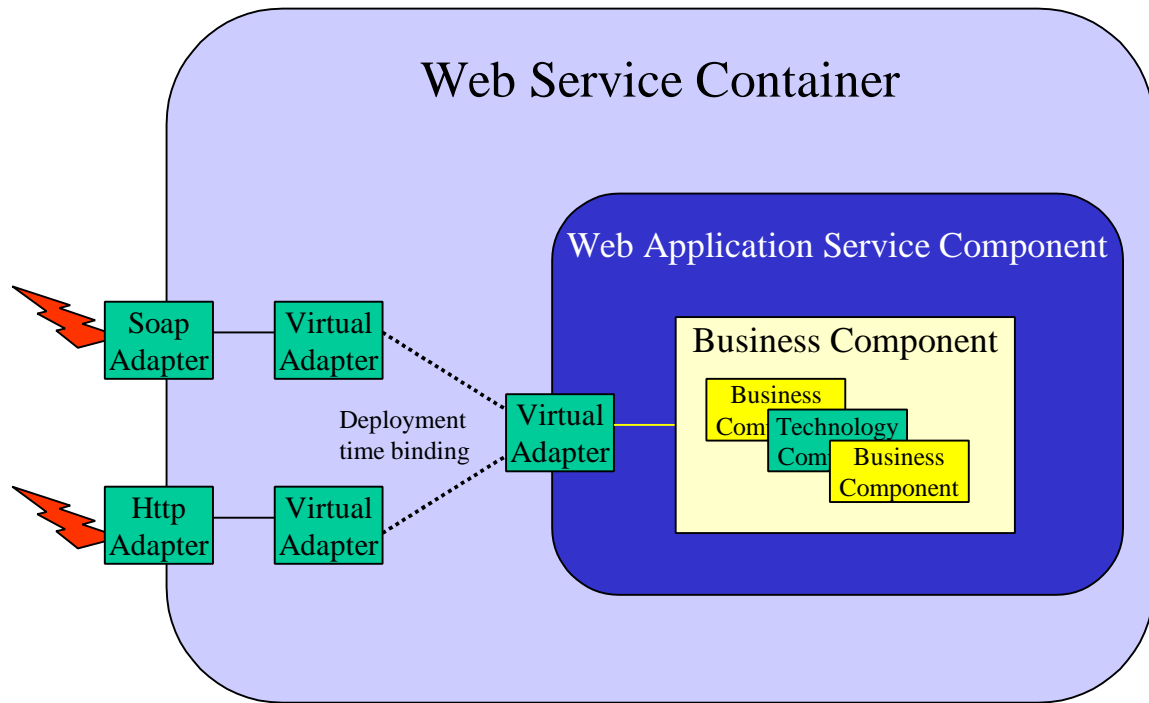 Web Service Container
Web Application Service Component
Soap
Adapter
Virtual
Adapter
Business Component
Business
Technology
Business
Component
Deployment
time binding
Virtual
Adapter
Http
Adapter
Virtual
Adapter